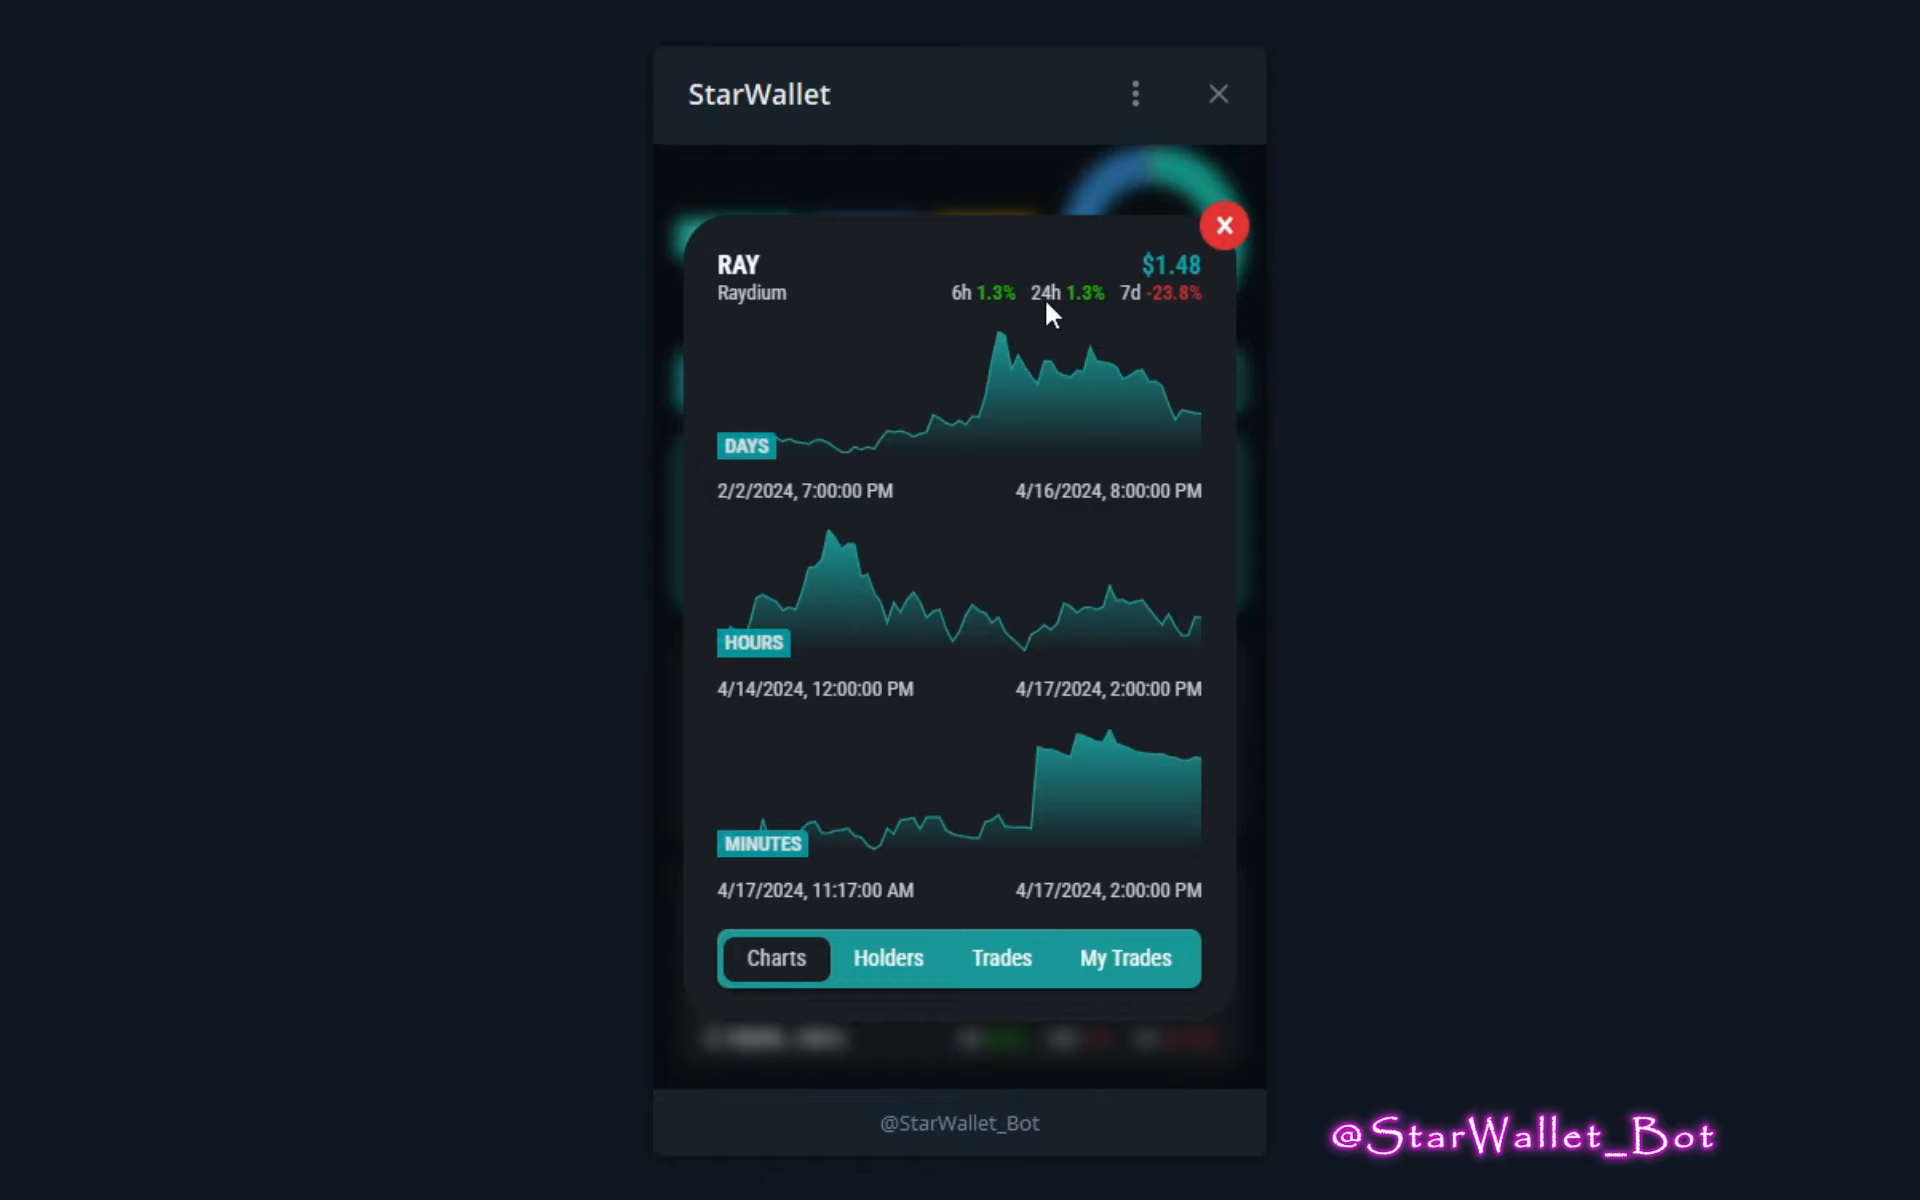 StarWallet
RAY $1.48
Raydium 6h 1.3% 24h 1.3% 7d -23.8%
DAYS
2/2/2024, 7:00:00 PM 4/16/2024, 8:00:00 PM
HOURS
4/14/2024, 12:00:00 PM 4/17/2024, 2:00:00 PM
MINUTES
4/17/2024, 11:17:00 AM 4/17/2024, 2:00:00 PM
Charts Holders Trades My Trades
@StarWallet_Bot
@StarWallet_Bot